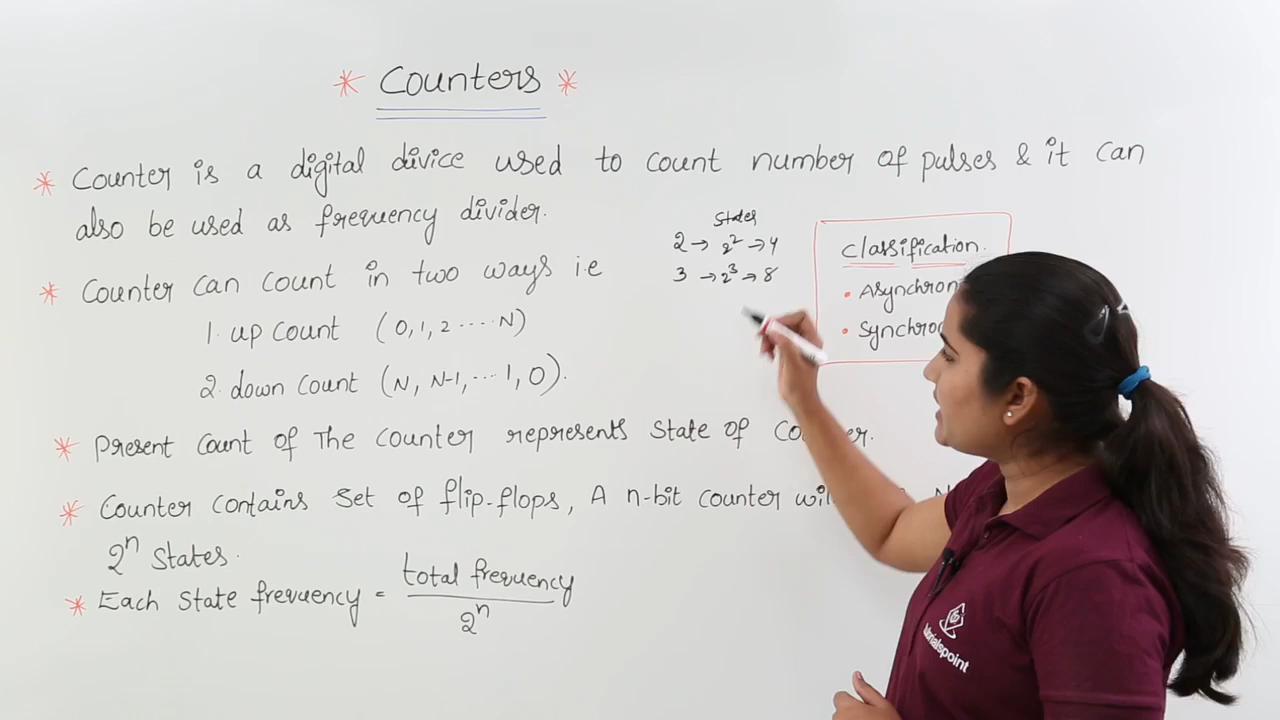 * Counters *
* Counter is a digital divice used to count number of pulses & it can
also be used as frequency divider.
States
2 → 2² → 4
3 → 2³ → 8
Classification.
• Asynchron
• Synchro
* Counter can count in two ways i.e
1. up count (0, 1, 2 ..... N)
2. down count (N, N-1, ... 1, 0).
* Present count of The counter represents State of Co er.
* Counter contains set of flip-flops, A n-bit counter wil N
2ⁿ States.
* Each state frequency = total frequency
2ⁿ
tutorialspoint